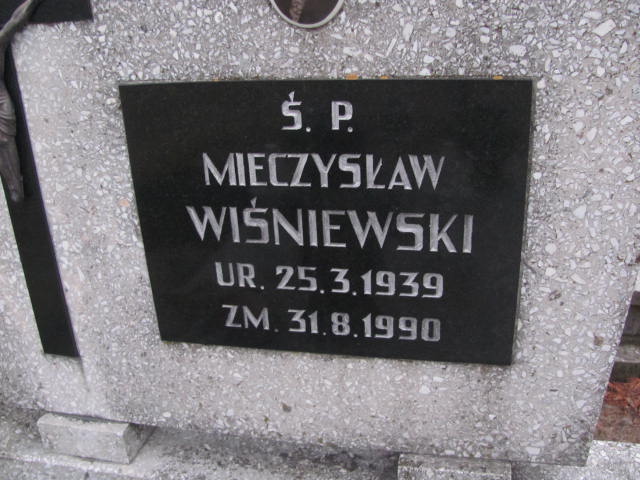 Ś. P.
MIECZYSŁAW
WIŚNIEWSKI
UR. 25.3.1939
ZM. 31.8.1990